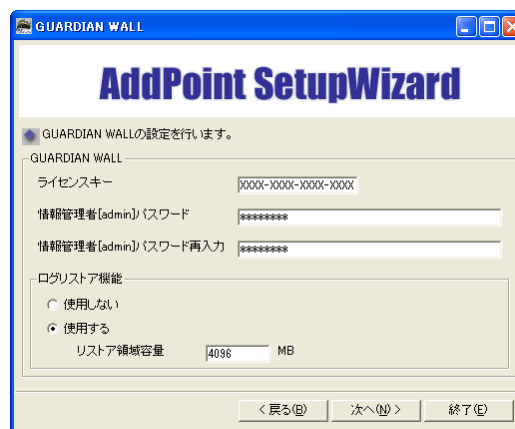 GUARDIAN WALL
AddPoint SetupWizard
GUARDIAN WALLの設定を行います。
GUARDIAN WALL
ライセンスキー XXXX-XXXX-XXXX-XXXX
情報管理者[admin]パスワード ********
情報管理者[admin]パスワード再入力 ********
ログリストア機能
使用しない
使用する
リストア領域容量 4096 MB
< 戻る(B) 次へ(N) > 終了(E)